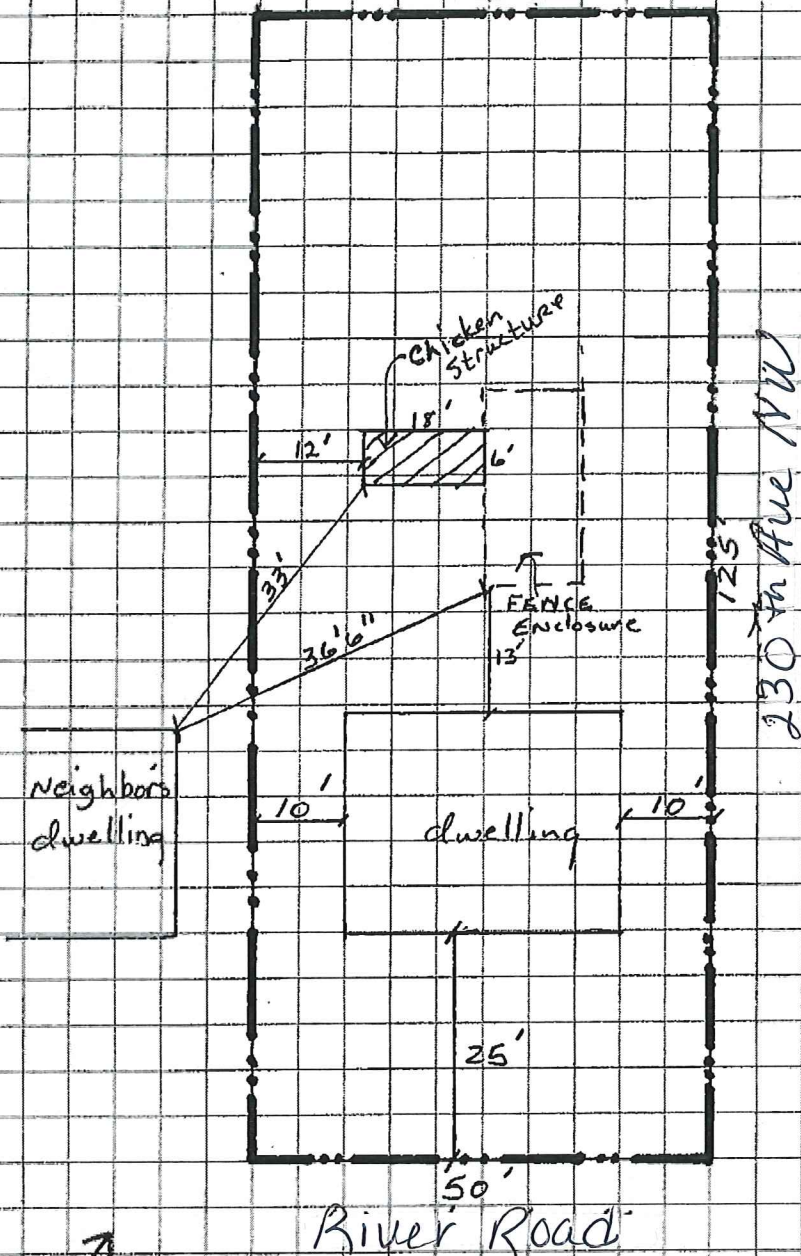 Chicken
Structure
18'
12'
6'
33'
36'6"
FENCE
Enclosure
13'
230th Ave NW
125'
Neighbors
dwelling
10'
dwelling
10'
25'
50'
River Road